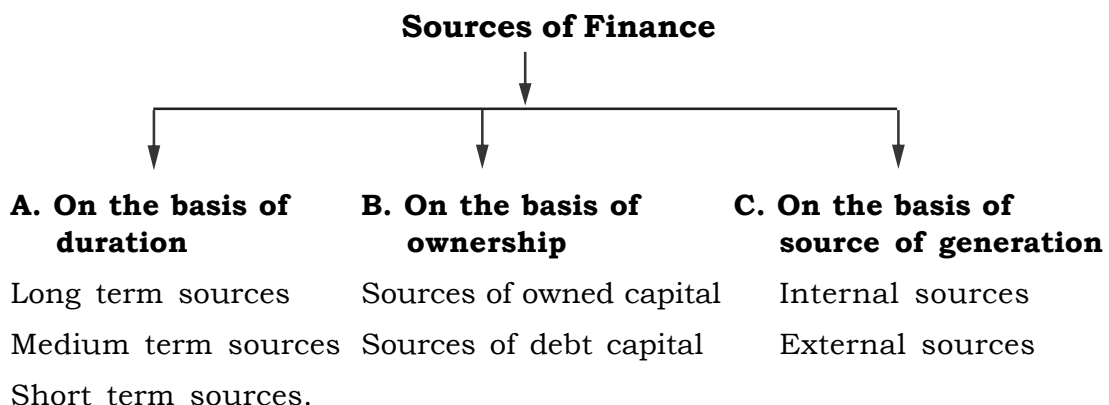 Sources of Finance
A. On the basis of
duration
Long term sources
Medium term sources
Short term sources.
B. On the basis of
ownership
Sources of owned capital
Sources of debt capital
C. On the basis of
source of generation
Internal sources
External sources